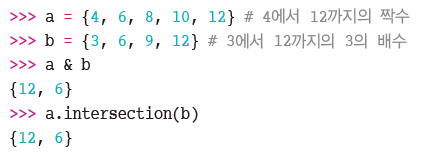 >>> a = {4, 6, 8, 10, 12} # 4에서 12까지의 짝수
>>> b = {3, 6, 9, 12} # 3에서 12까지의 3의 배수
>>> a & b
{12, 6}
>>> a.intersection(b)
{12, 6}